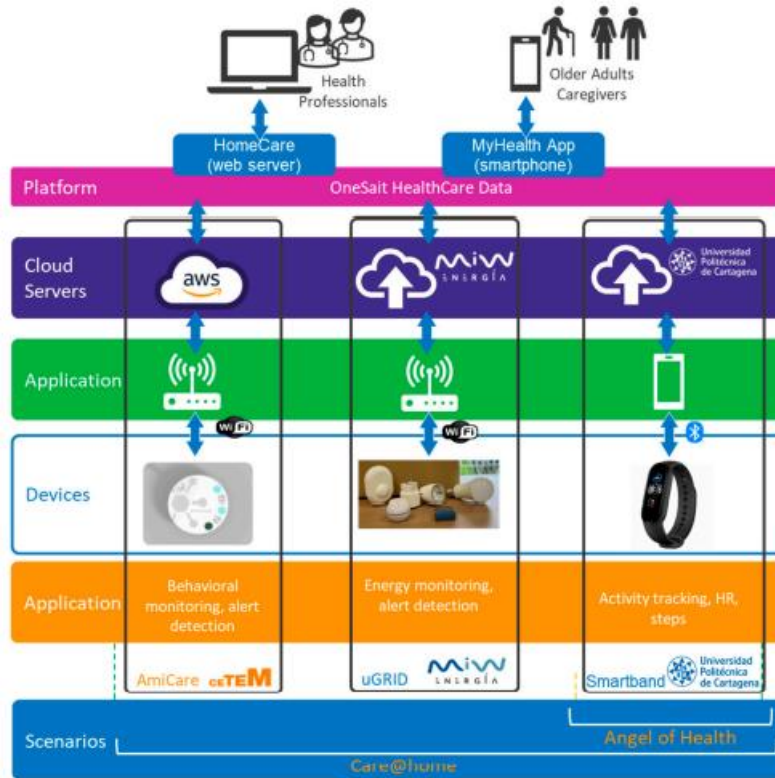 Health
Professionals
Older Adults
Caregivers
HomeCare
(web server)
MyHealth App
(smartphone)
Platform
OneSait HealthCare Data
Cloud
Servers
aws
MIW
ENERGÍA
Universidad
Politécnica
de Cartagena
Application
WiFi
WiFi
Devices
Application
Behavioral
monitoring, alert
detection
Energy monitoring,
alert detection
Activity tracking, HR,
steps
AmiCare
CETEM
uGRID
MIW
ENERGÍA
Smartband
Universidad
Politécnica
de Cartagena
Scenarios
Angel of Health
Care@home